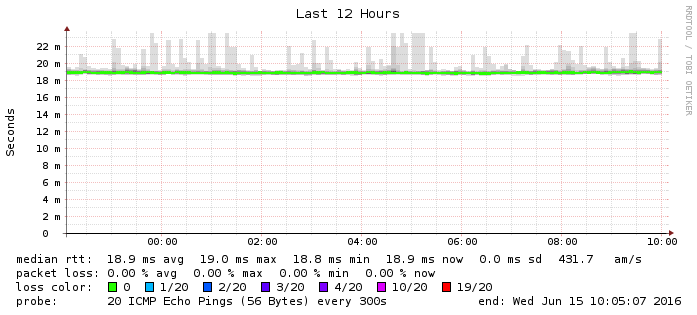 Last 12 Hours
RRDTOOL / TOBI OETIKER
Seconds
22 m
20 m
18 m
16 m
14 m
12 m
10 m
8 m
6 m
4 m
2 m
0
00:00 02:00 04:00 06:00 08:00 10:00
median rtt: 18.9 ms avg 19.0 ms max 18.8 ms min 18.9 ms now 0.0 ms sd 431.7 am/s
packet loss: 0.00 % avg 0.00 % max 0.00 % min 0.00 % now
loss color: 0 1/20 2/20 3/20 4/20 10/20 19/20
probe: 20 ICMP Echo Pings (56 Bytes) every 300s end: Wed Jun 15 10:05:07 2016